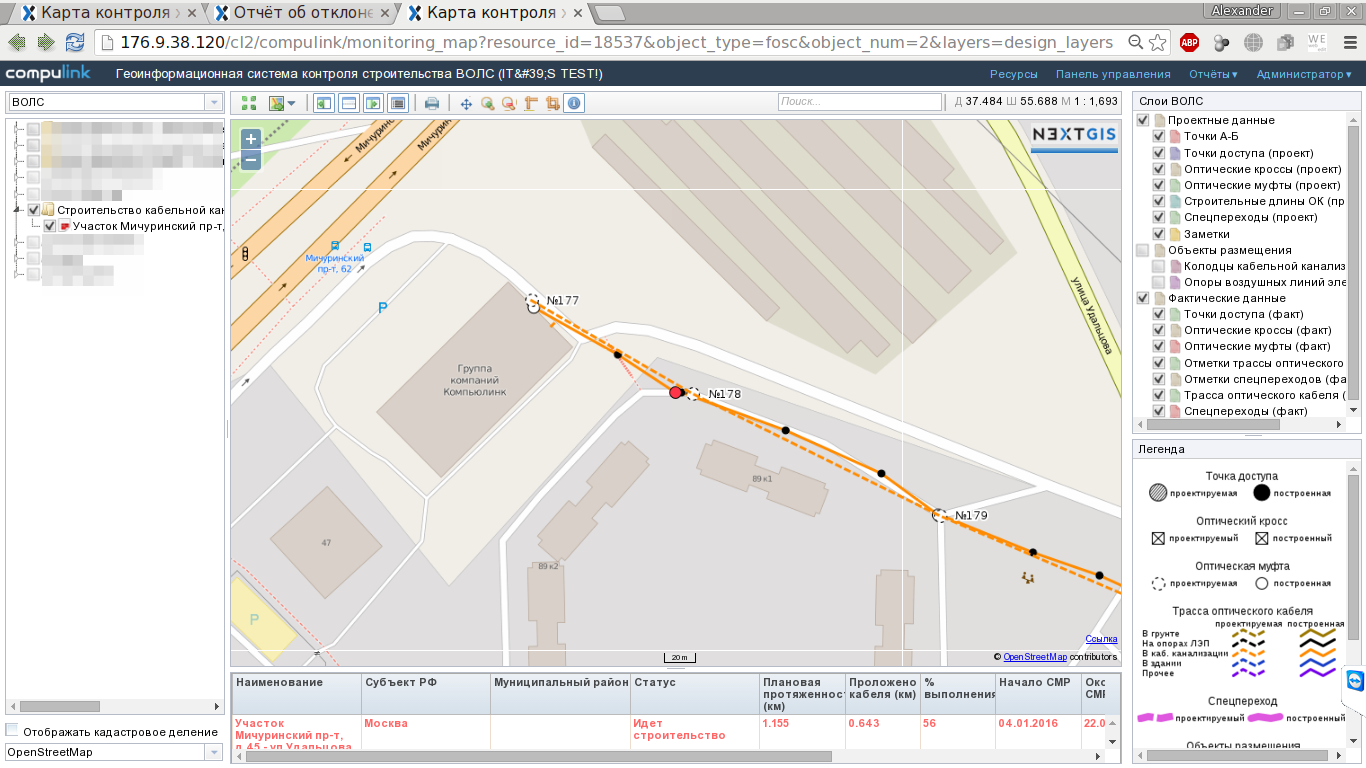 Карта контроля
Отчёт об отклоне
Карта контроля
Alexander
176.9.38.120/cl2/compulink/monitoring_map?resource_id=18537&object_type=fosc&object_num=2&layers=design_layers
ABP
WE
compulink
Геоинформационная система контроля строительства ВОЛС (IT&#39;S TEST!)
Ресурсы
Панель управления
Отчёты▾
Администратор▾
ВОЛС
Строительство кабельной кан
Участок Мичуринский пр-т,
Отображать кадастровое деление
OpenStreetMap
Поиск...
Д 37.484 Ш 55.688 М 1 : 1,693
+
−
NEXTGIS
Мичурин
Мичурин
Мичуринский
пр-т, 62
P
№177
Группа
компаний
Компьюлинк
№178
улица Удальцова
89 к1
№179
47
89 к2
P
20 m
Ссылка
© OpenStreetMap contributors
Наименование
Субъект РФ
Муниципальный район
Статус
Плановая
протяженност
(км)
Проложено
кабеля (км)
%
выполнения
Начало СМР
Окс
СМР
Участок
Мичуринский пр-т,
д.45 - ул.Удальцова
Москва
Идет
строительство
1.155
0.643
56
04.01.2016
22.0
Слои ВОЛС
Проектные данные
Точки А-Б
Точки доступа (проект)
Оптические кроссы (проект)
Оптические муфты (проект)
Строительные длины ОК (пр
Спецпереходы (проект)
Заметки
Объекты размещения
Колодцы кабельной канализ
Опоры воздушных линий эле
Фактические данные
Точки доступа (факт)
Оптические кроссы (факт)
Оптические муфты (факт)
Отметки трассы оптического
Отметки спецпереходов (фа
Трасса оптического кабеля (
Спецпереходы (факт)
Легенда
Точка доступа
проектируемая построенная
Оптический кросс
проектируемый построенный
Оптическая муфта
проектируемая построенная
Трасса оптического кабеля
проектируемая построенная
В грунте
На опорах ЛЭП
В каб. канализации
В здании
Прочее
Спецпереход
проектируемый построенный
Объекты размещения